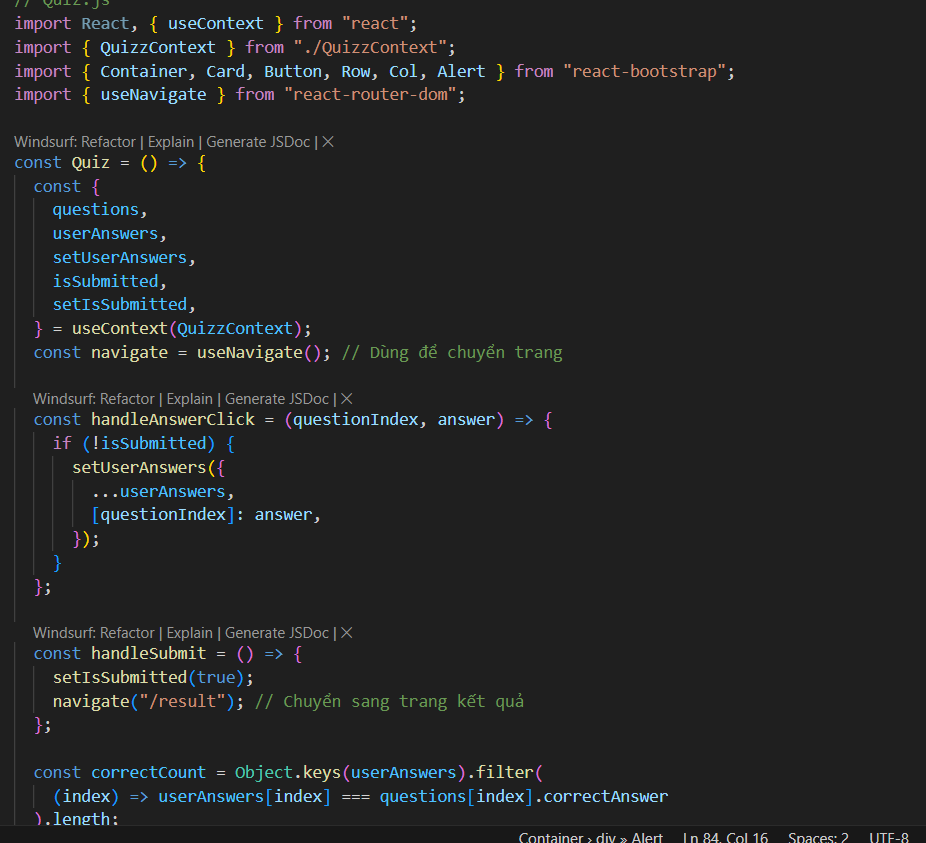 // Quiz.js
import React, { useContext } from "react";
import { QuizzContext } from "./QuizzContext";
import { Container, Card, Button, Row, Col, Alert } from "react-bootstrap";
import { useNavigate } from "react-router-dom";
Windsurf: Refactor | Explain | Generate JSDoc | ×
const Quiz = () => {
const {
questions,
userAnswers,
setUserAnswers,
isSubmitted,
setIsSubmitted,
} = useContext(QuizzContext);
const navigate = useNavigate(); // Dùng để chuyển trang
Windsurf: Refactor | Explain | Generate JSDoc | ×
const handleAnswerClick = (questionIndex, answer) => {
if (!isSubmitted) {
setUserAnswers({
...userAnswers,
[questionIndex]: answer,
});
}
};
Windsurf: Refactor | Explain | Generate JSDoc | ×
const handleSubmit = () => {
setIsSubmitted(true);
navigate("/result"); // Chuyển sang trang kết quả
};
const correctCount = Object.keys(userAnswers).filter(
(index) => userAnswers[index] === questions[index].correctAnswer
).length;
Container › div » Alert Ln 84, Col 16 Spaces: 2 UTF-8